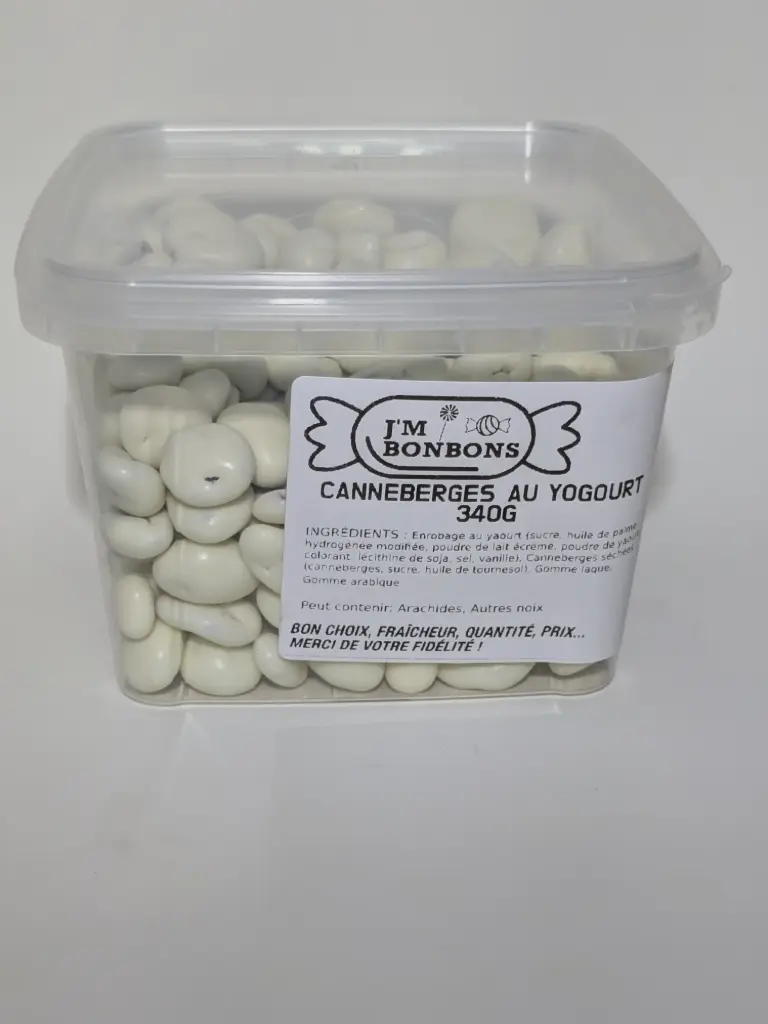 J'M
BONBONS
CANNEBERGES AU YOGOURT
340G
INGRÉDIENTS : Enrobage au yaourt (sucre, huile de palme
hydrogénée modifiée, poudre de lait écrémé, poudre de yaourt,
colorant, lécithine de soja, sel, vanille), Canneberges séchées
(canneberges, sucre, huile de tournesol), Gomme laque,
Gomme arabique
Peut contenir: Arachides, Autres noix
BON CHOIX, FRAÎCHEUR, QUANTITÉ, PRIX...
MERCI DE VOTRE FIDÉLITÉ !